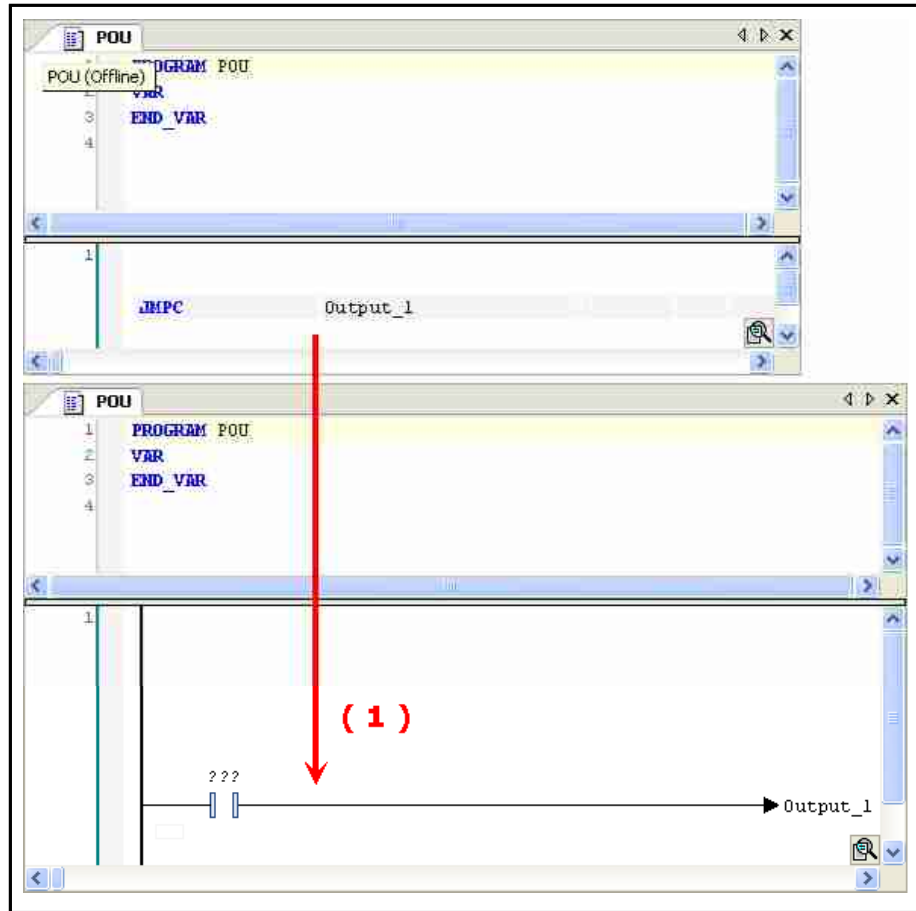 POU
PROGRAM POU
POU (Offline)
2 VAR
3 END_VAR
4
1
JMPC Output_1
POU
1 PROGRAM POU
2 VAR
3 END_VAR
4
1
( 1 )
???
Output_1